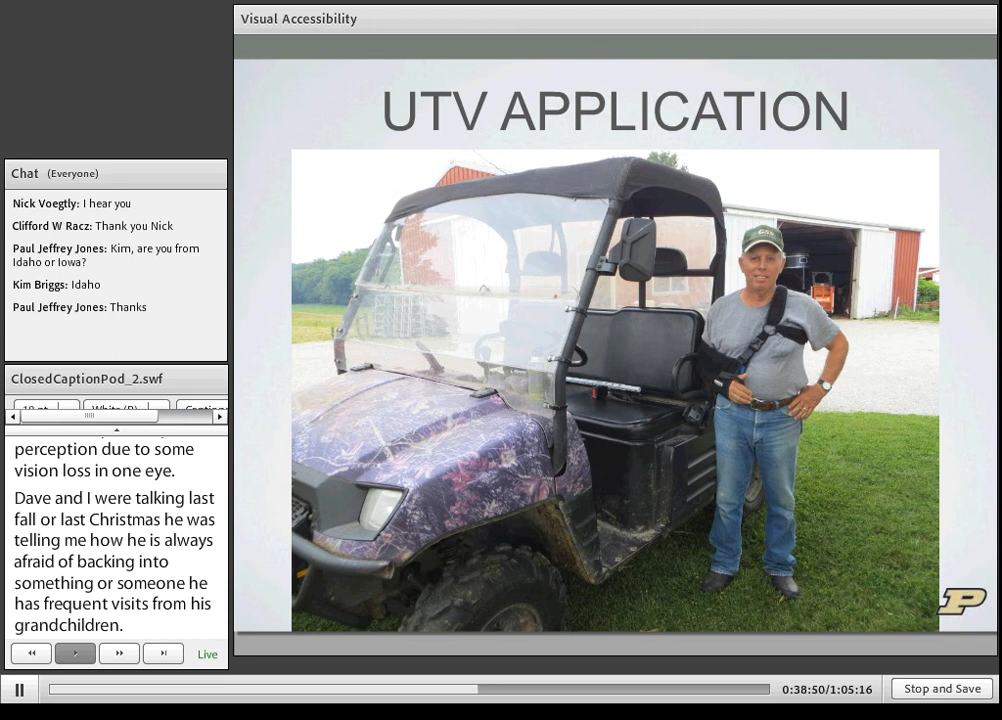 Visual Accessibility
UTV APPLICATION
Chat (Everyone)
Nick Voegtly: I hear you
Clifford W Racz: Thank you Nick
Paul Jeffrey Jones: Kim, are you from
Idaho or Iowa?
Kim Briggs: Idaho
Paul Jeffrey Jones: Thanks
ClosedCaptionPod_2.swf
perception due to some
vision loss in one eye.
Dave and I were talking last
fall or last Christmas he was
telling me how he is always
afraid of backing into
something or someone he
has frequent visits from his
grandchildren.
Live
P
0:38:50/1:05:16
Stop and Save